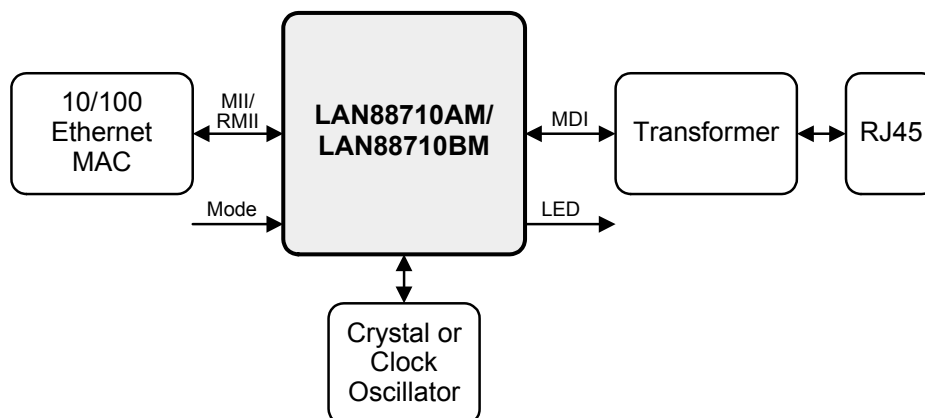 10/100
Ethernet
MAC
MII/
RMII
LAN88710AM/
LAN88710BM
MDI
Transformer
RJ45
Mode
LED
Crystal or
Clock
Oscillator